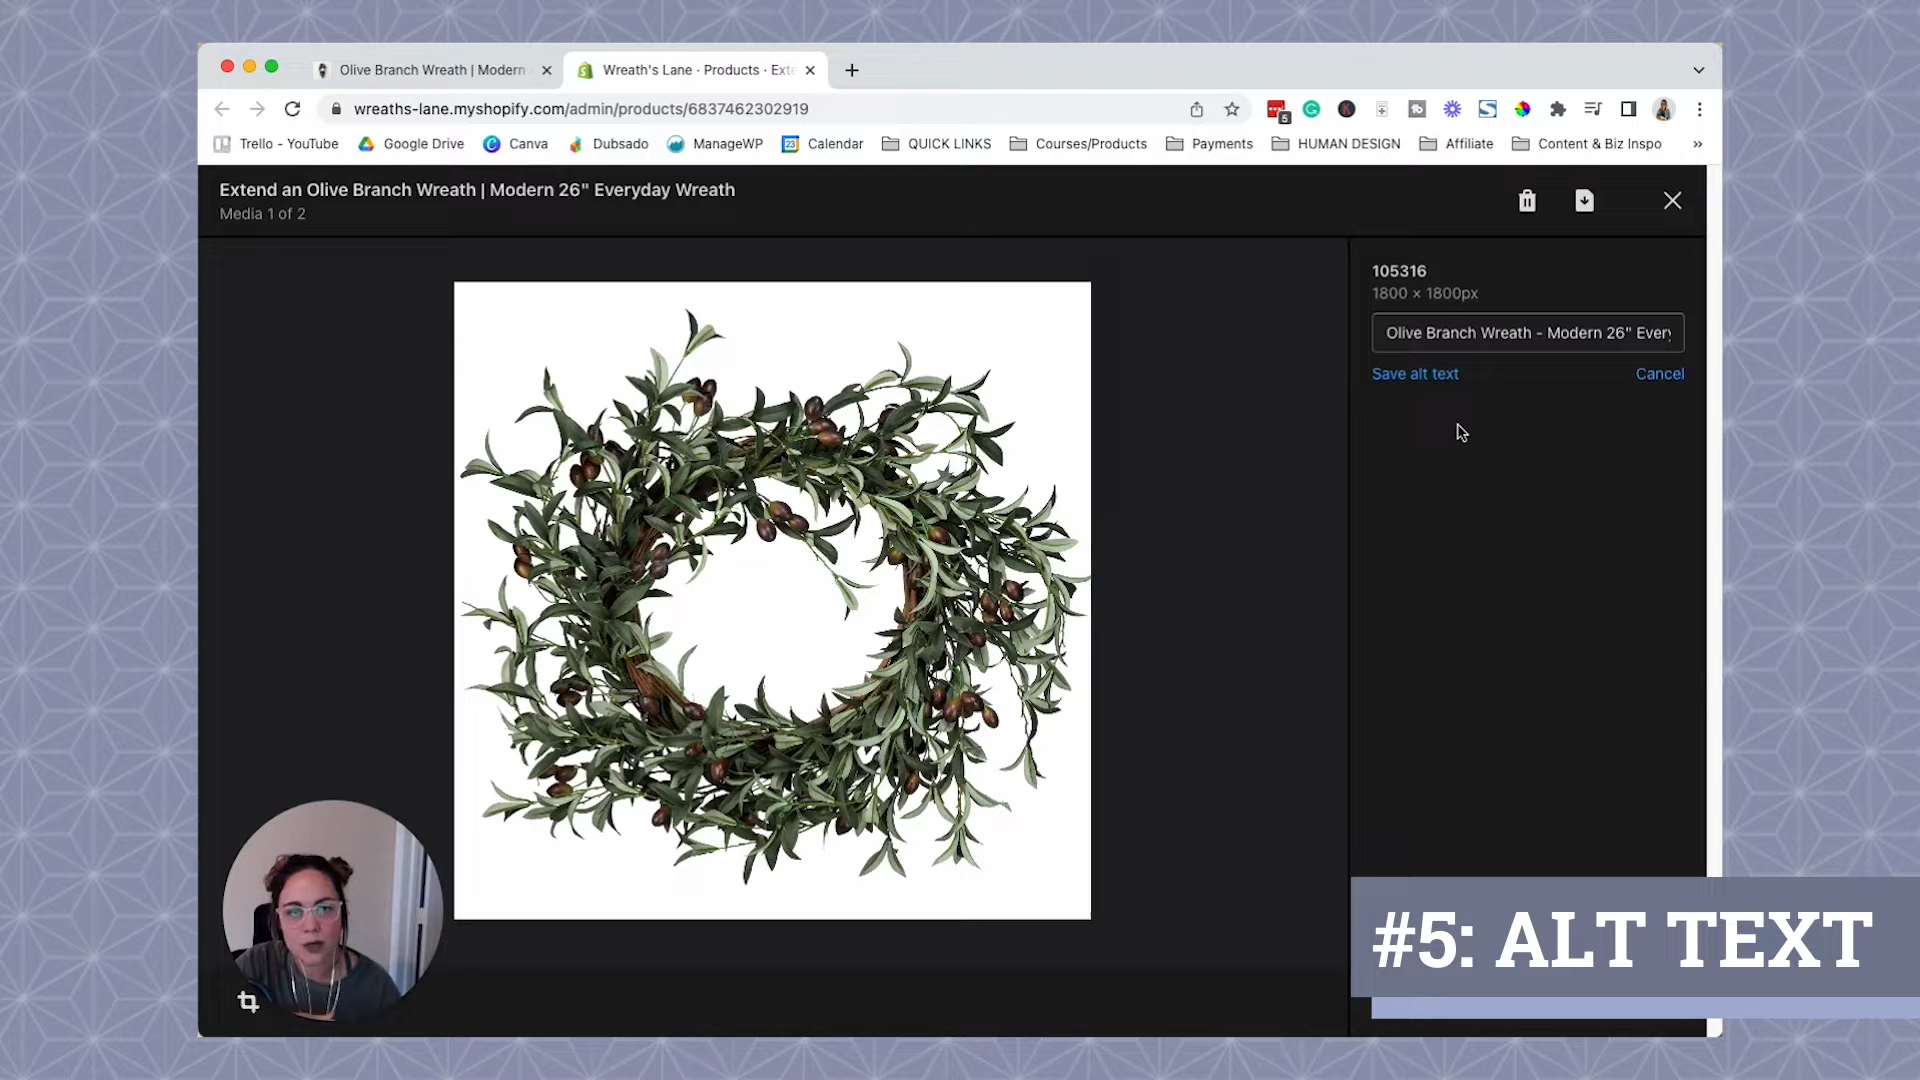 Olive Branch Wreath | Modern
Wreath's Lane · Products · Exte
wreaths-lane.myshopify.com/admin/products/6837462302919
5
Trello - YouTube
Google Drive
Canva
Dubsado
ManageWP
23
Calendar
QUICK LINKS
Courses/Products
Payments
HUMAN DESIGN
Affiliate
Content & Biz Inspo
»
Extend an Olive Branch Wreath | Modern 26" Everyday Wreath
Media 1 of 2
105316
1800 × 1800px
Olive Branch Wreath - Modern 26" Every
Save alt text
Cancel
#5: ALT TEXT